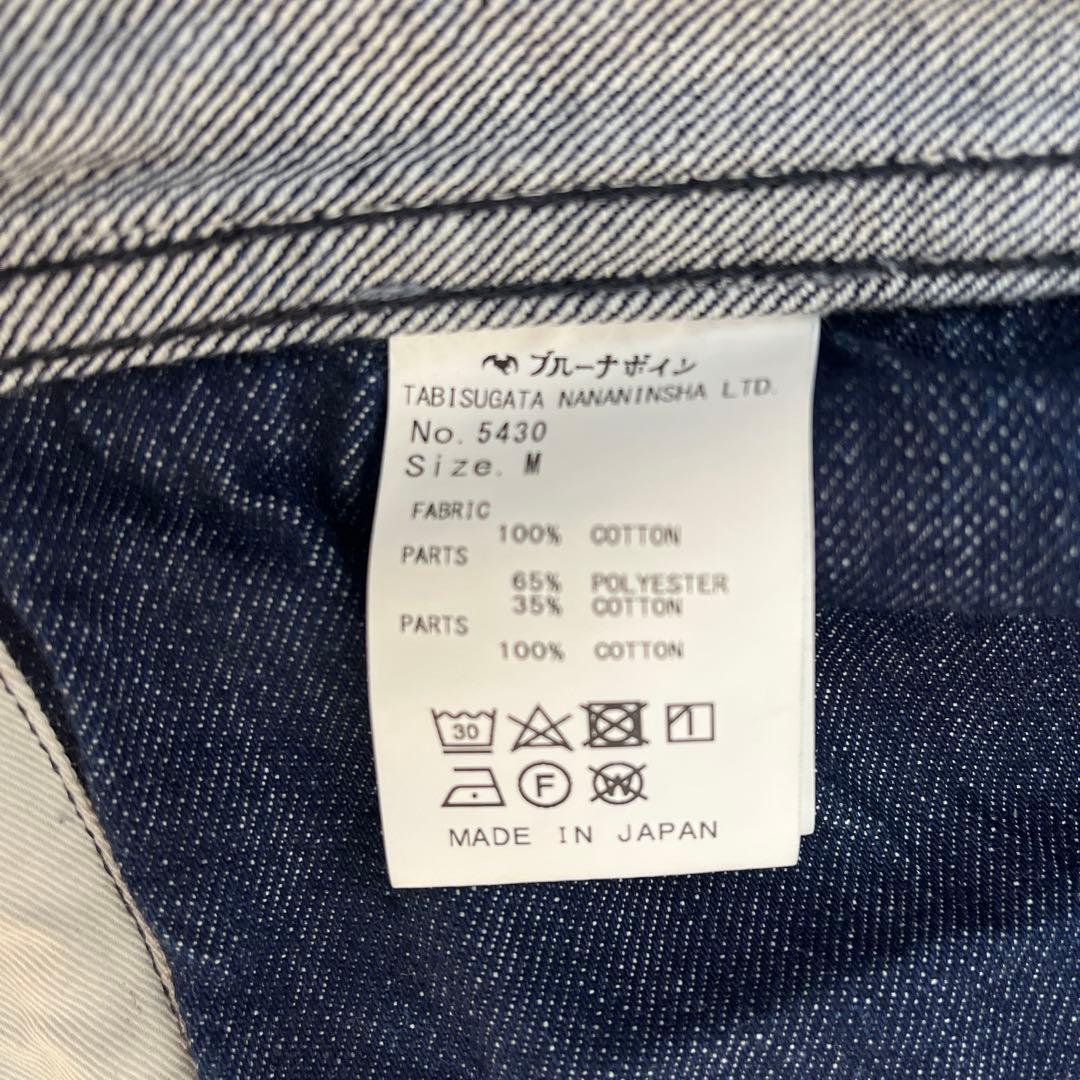 ブルーナボイン
TABISUGATA NANANINSHA LTD.
No. 5430
Size. M
FABRIC
100% COTTON
PARTS
65% POLYESTER
35% COTTON
PARTS
100% COTTON
30
F W
MADE IN JAPAN